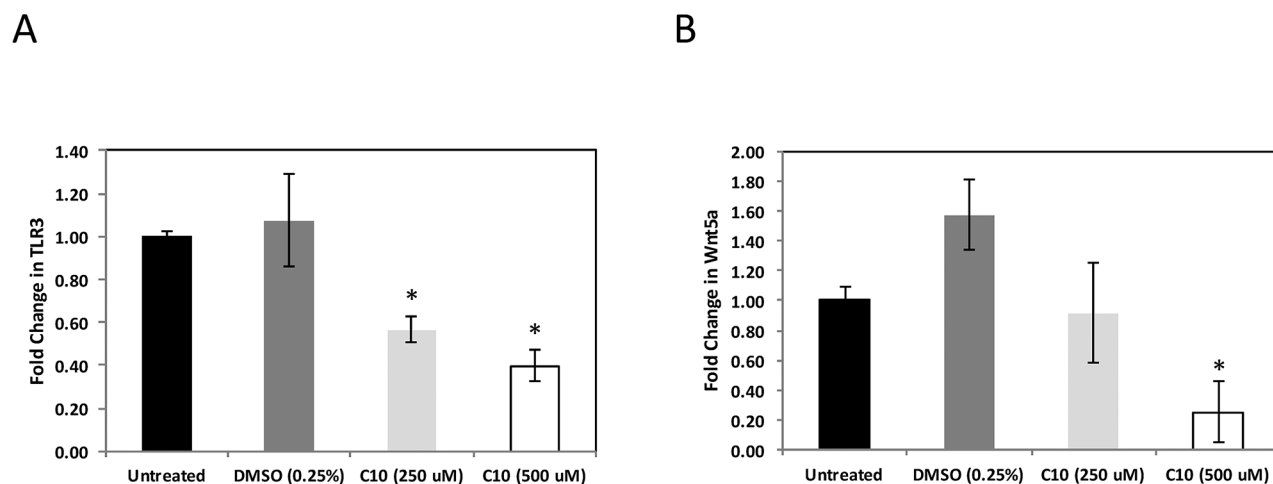 A
B
Fold Change in TLR3
1.40
1.20
1.00
0.80
0.60
0.40
0.20
0.00
*
*
Untreated
DMSO (0.25%)
C10 (250 uM)
C10 (500 uM)
Fold Change in Wnt5a
2.00
1.80
1.60
1.40
1.20
1.00
0.80
0.60
0.40
0.20
0.00
*
Untreated
DMSO (0.25%)
C10 (250 uM)
C10 (500 uM)